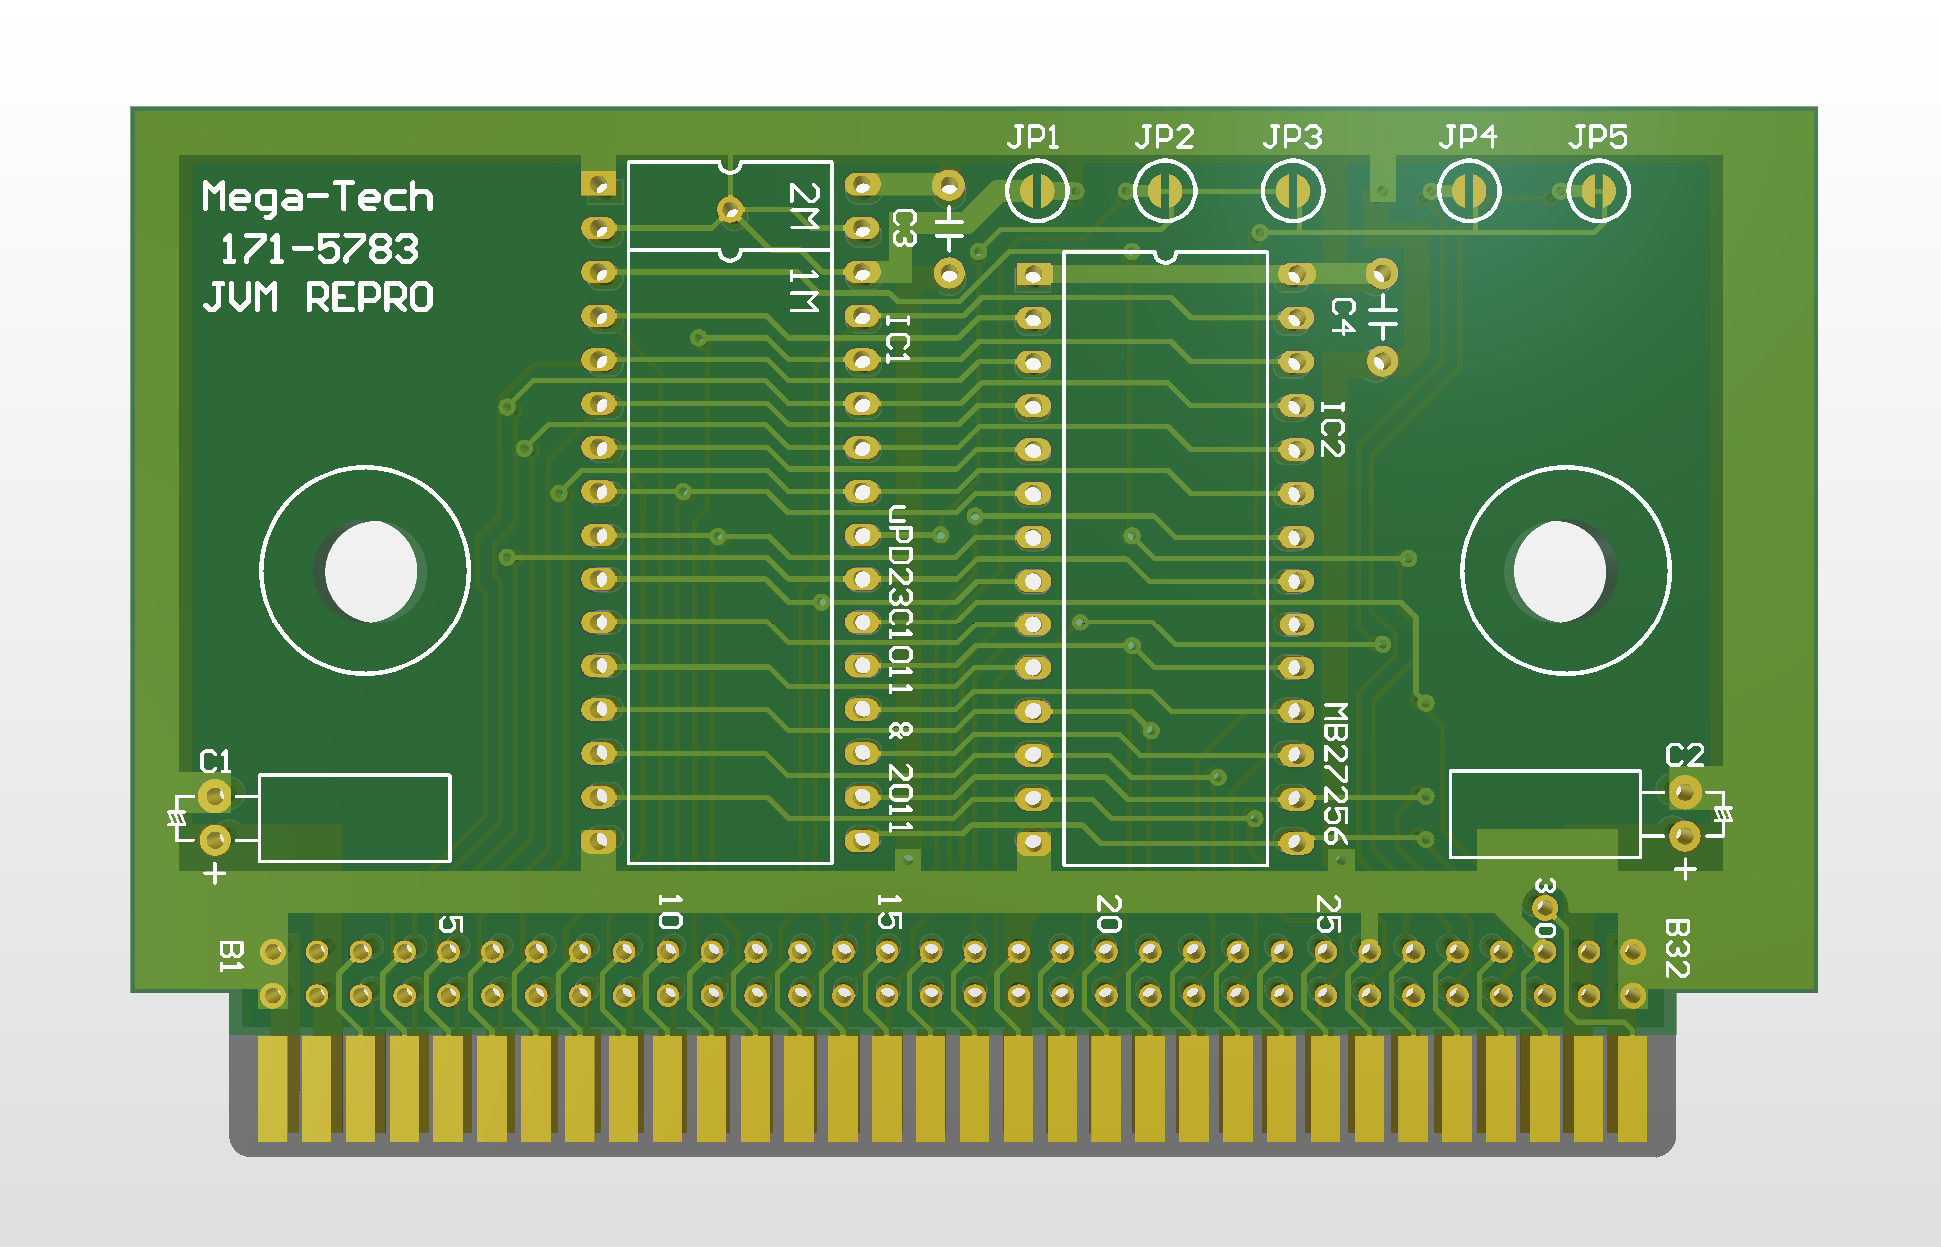 JP1 JP2 JP3 JP4 JP5
Mega-Tech
171-5783
JVM REPRO
2M
1M
C3
IC1
C4
IC2
µPD23C1011 & 2011
MB27256
C1
+
C2
+
5 10 15 20 25 30
B1
B32